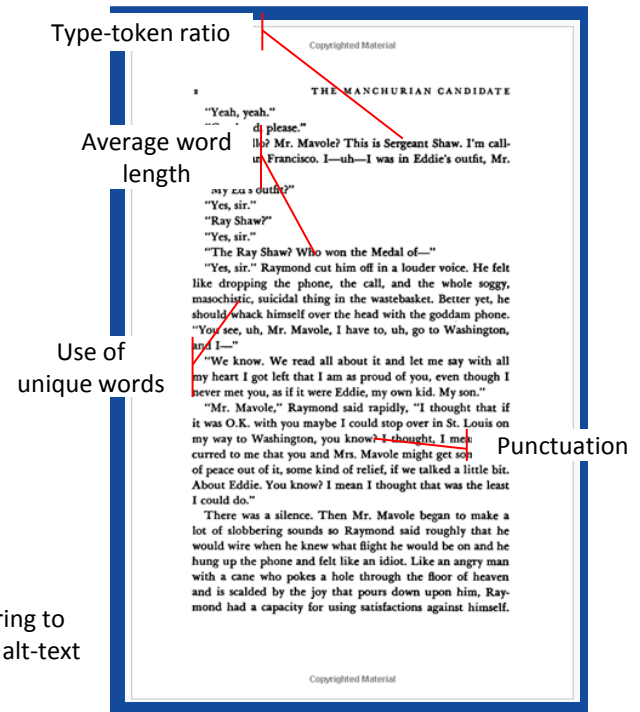 Type-token ratio
Copyrighted Material
2 THE MANCHURIAN CANDIDATE
"Yeah, yeah."
please."
Average word
length
Mr. Mavole? This is Sergeant Shaw. I'm call-
Francisco. I—uh—I was in Eddie's outfit, Mr.
"My Ed's outfit?"
"Yes, sir."
"Ray Shaw?"
"Yes, sir."
"The Ray Shaw? Who won the Medal of—"
"Yes, sir." Raymond cut him off in a louder voice. He felt
like dropping the phone, the call, and the whole soggy,
masochistic, suicidal thing in the wastebasket. Better yet, he
should whack himself over the head with the goddam phone.
"You see, uh, Mr. Mavole, I have to, uh, go to Washington,
and I—"
Use of
unique words
"We know. We read all about it and let me say with all
my heart I got left that I am as proud of you, even though I
never met you, as if it were Eddie, my own kid. My son."
"Mr. Mavole," Raymond said rapidly, "I thought that if
it was O.K. with you maybe I could stop over in St. Louis on
my way to Washington, you know? I thought, I
Punctuation
curred to me that you and Mrs. Mavole might get
of peace out of it, some kind of relief, if we talked a little bit.
About Eddie. You know? I mean I thought that was the least
I could do."
There was a silence. Then Mr. Mavole began to make a
lot of slobbering sounds so Raymond said roughly that he
would wire when he knew what flight he would be on and he
hung up the phone and felt like an idiot. Like an angry man
with a cane who pokes a hole through the floor of heaven
and is scalded by the joy that pours down upon him, Ray-
mond had a capacity for using satisfactions against himself.
ring to
alt-text
Copyrighted Material